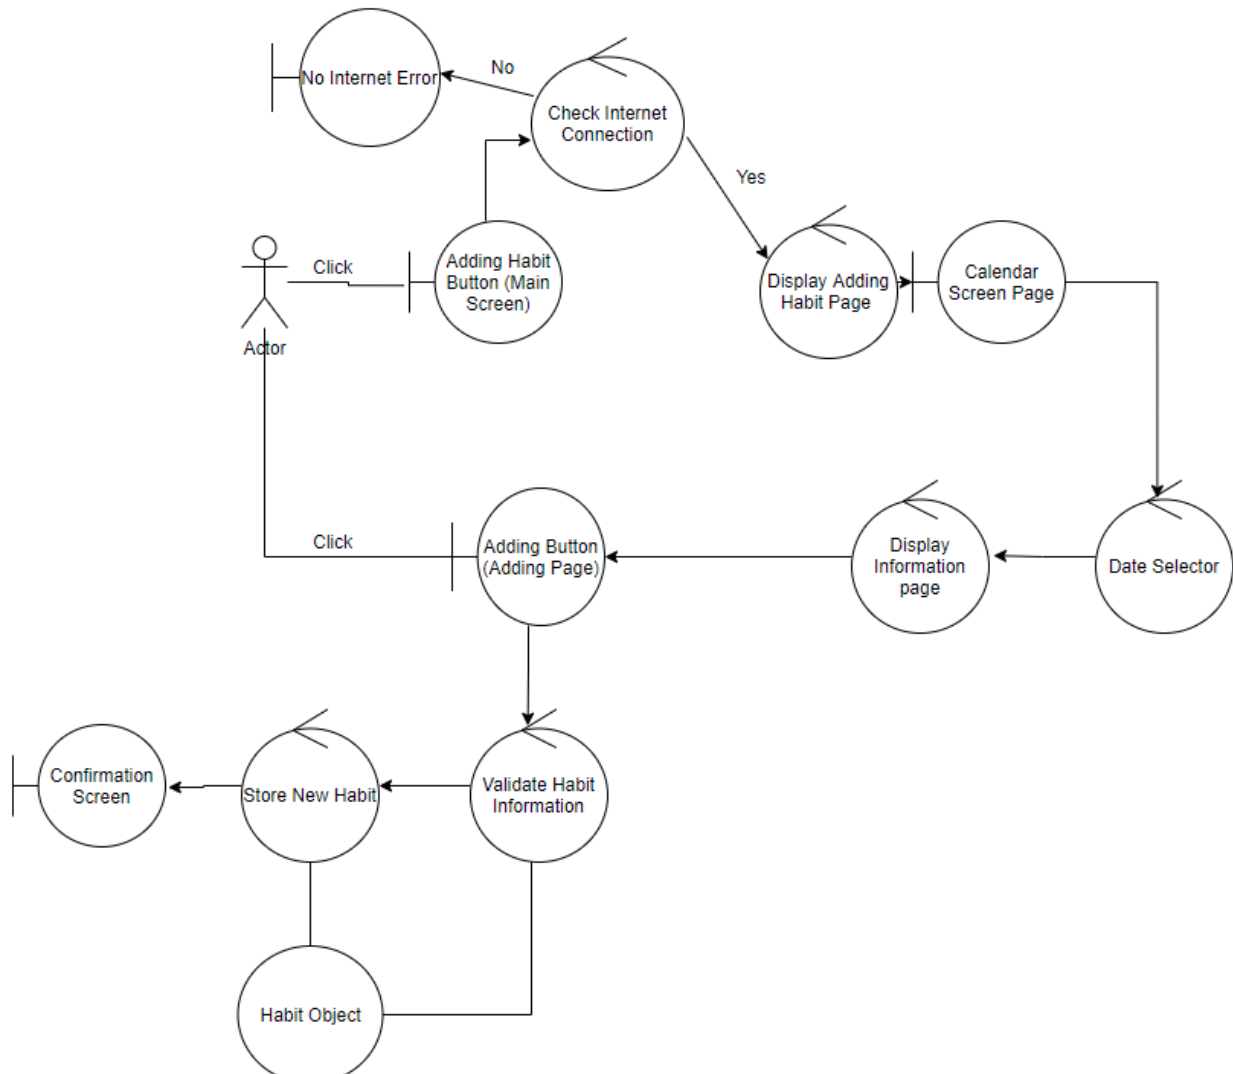 No Internet Error
No
Check Internet
Connection
Yes
Click
Adding Habit
Button (Main
Screen)
Display Adding
Habit Page
Calendar
Screen Page
Actor
Click
Adding Button
(Adding Page)
Display
Information
page
Date Selector
Confirmation
Screen
Store New Habit
Validate Habit
Information
Habit Object